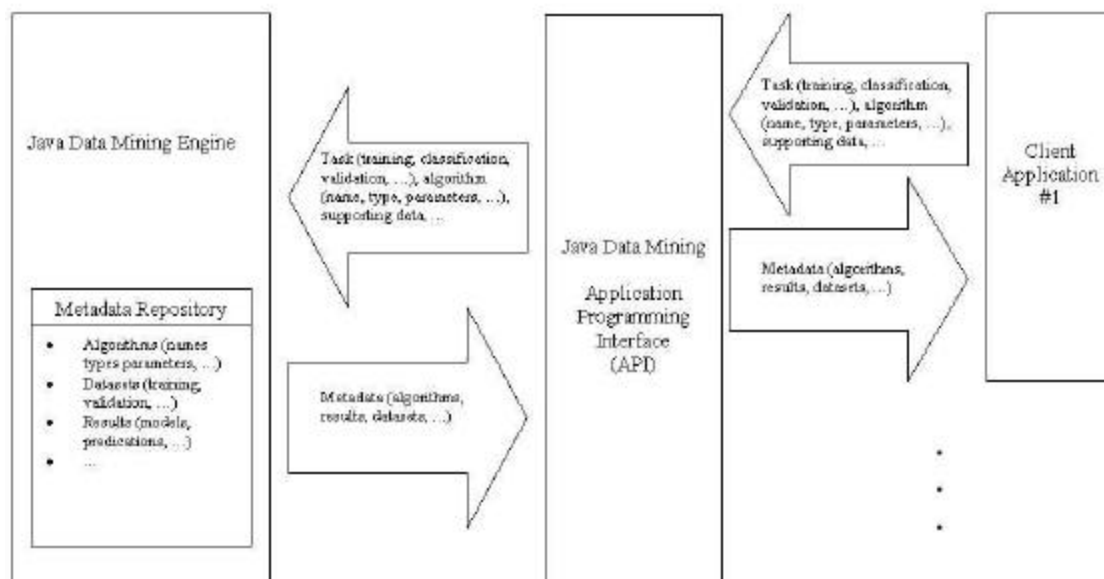 Java Data Mining Engine
Metadata Repository
• Algorithms (names
types parameters, …)
• Datasets (training,
validation, …)
• Results (models,
predications, …)
• …
Task (training, classification,
validation, …), algorithm
(name, type, parameters, …),
supporting data, …
Metadata (algorithms,
results, datasets, …)
Java Data Mining
Application
Programming
Interface
(API)
Task (training, classification,
validation, …), algorithm
(name, type, parameters, …),
supporting data, …
Metadata (algorithms,
results, datasets, …)
Client
Application
#1